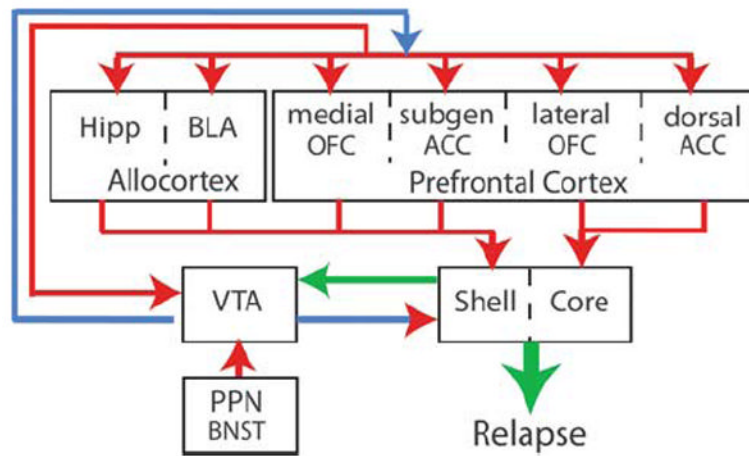 Hipp BLA
Allocortex
medial OFC
subgen ACC
lateral OFC
dorsal ACC
Prefrontal Cortex
VTA
Shell Core
PPN
BNST
Relapse